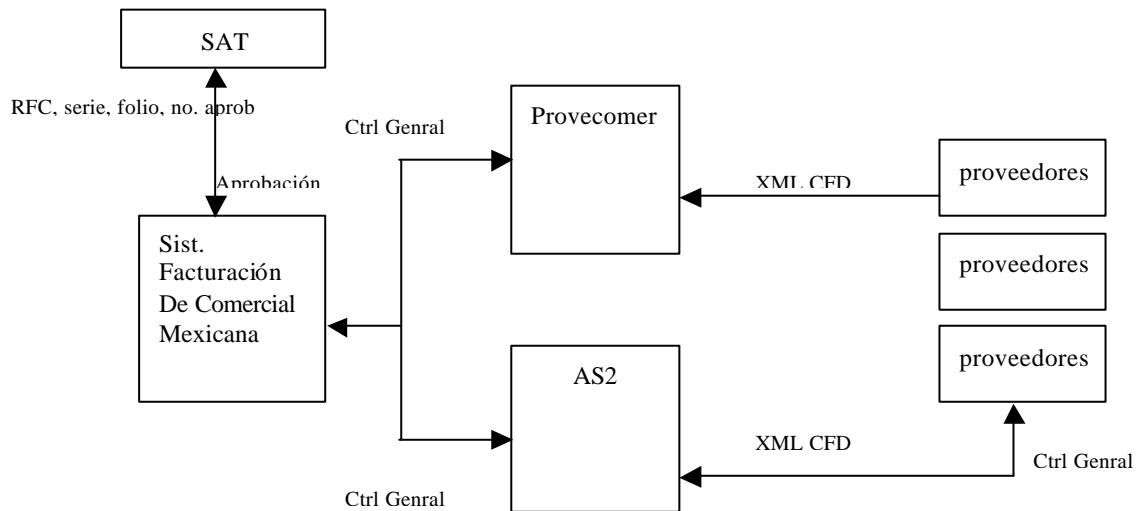 SAT
RFC, serie, folio, no. aprob
Ctrl Genral
Provecomer
Aprobación
XML CFD
proveedores
Sist.
Facturación
De Comercial
Mexicana
proveedores
proveedores
AS2
XML CFD
Ctrl Genral
Ctrl Genral